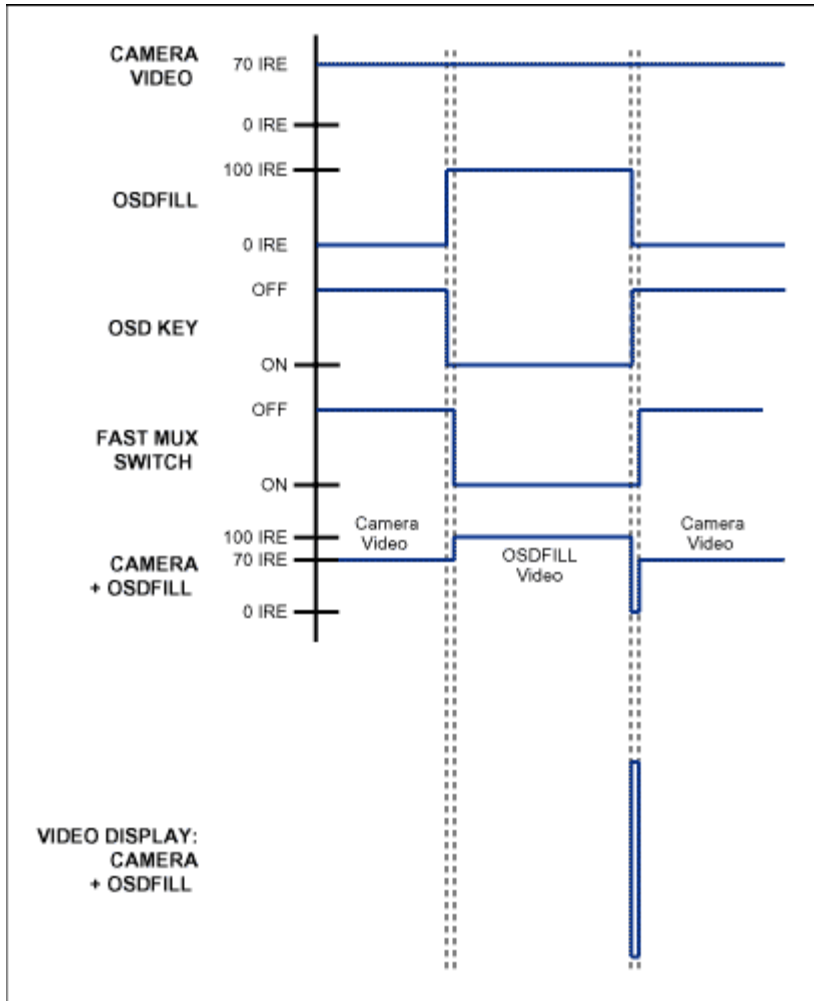 CAMERA
VIDEO
70 IRE
0 IRE
100 IRE
OSDFILL
0 IRE
OFF
OSD KEY
ON
OFF
FAST MUX
SWITCH
ON
100 IRE
Camera
Video
Camera
Video
70 IRE
OSDFILL
Video
CAMERA
+ OSDFILL
0 IRE
VIDEO DISPLAY:
CAMERA
+ OSDFILL